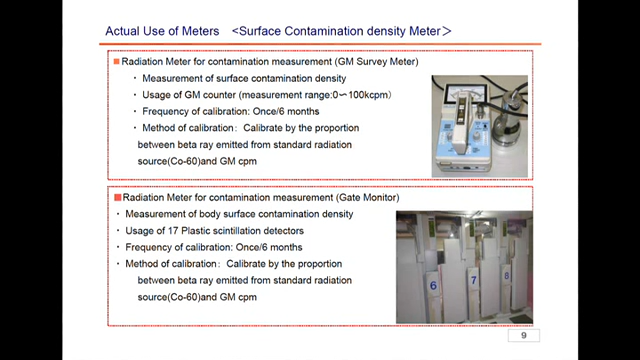 Actual Use of Meters <Surface Contamination density Meter＞
■Radiation Meter for contamination measurement (GM Survey Meter)
・ Measurement of surface contamination density
・ Usage of GM counter (measurement range:0～100kcpm）
・ Frequency of calibration: Once/6 months
・ Method of calibration： Calibrate by the proportion
between beta ray emitted from standard radiation
source(Co-60)and GM cpm
■Radiation Meter for contamination measurement (Gate Monitor)
・ Measurement of body surface contamination density
・ Usage of 17 Plastic scintillation detectors
・ Frequency of calibration: Once/6 months
・ Method of calibration： Calibrate by the proportion
between beta ray emitted from standard radiation
source(Co-60)and GM cpm
6
7
8
9